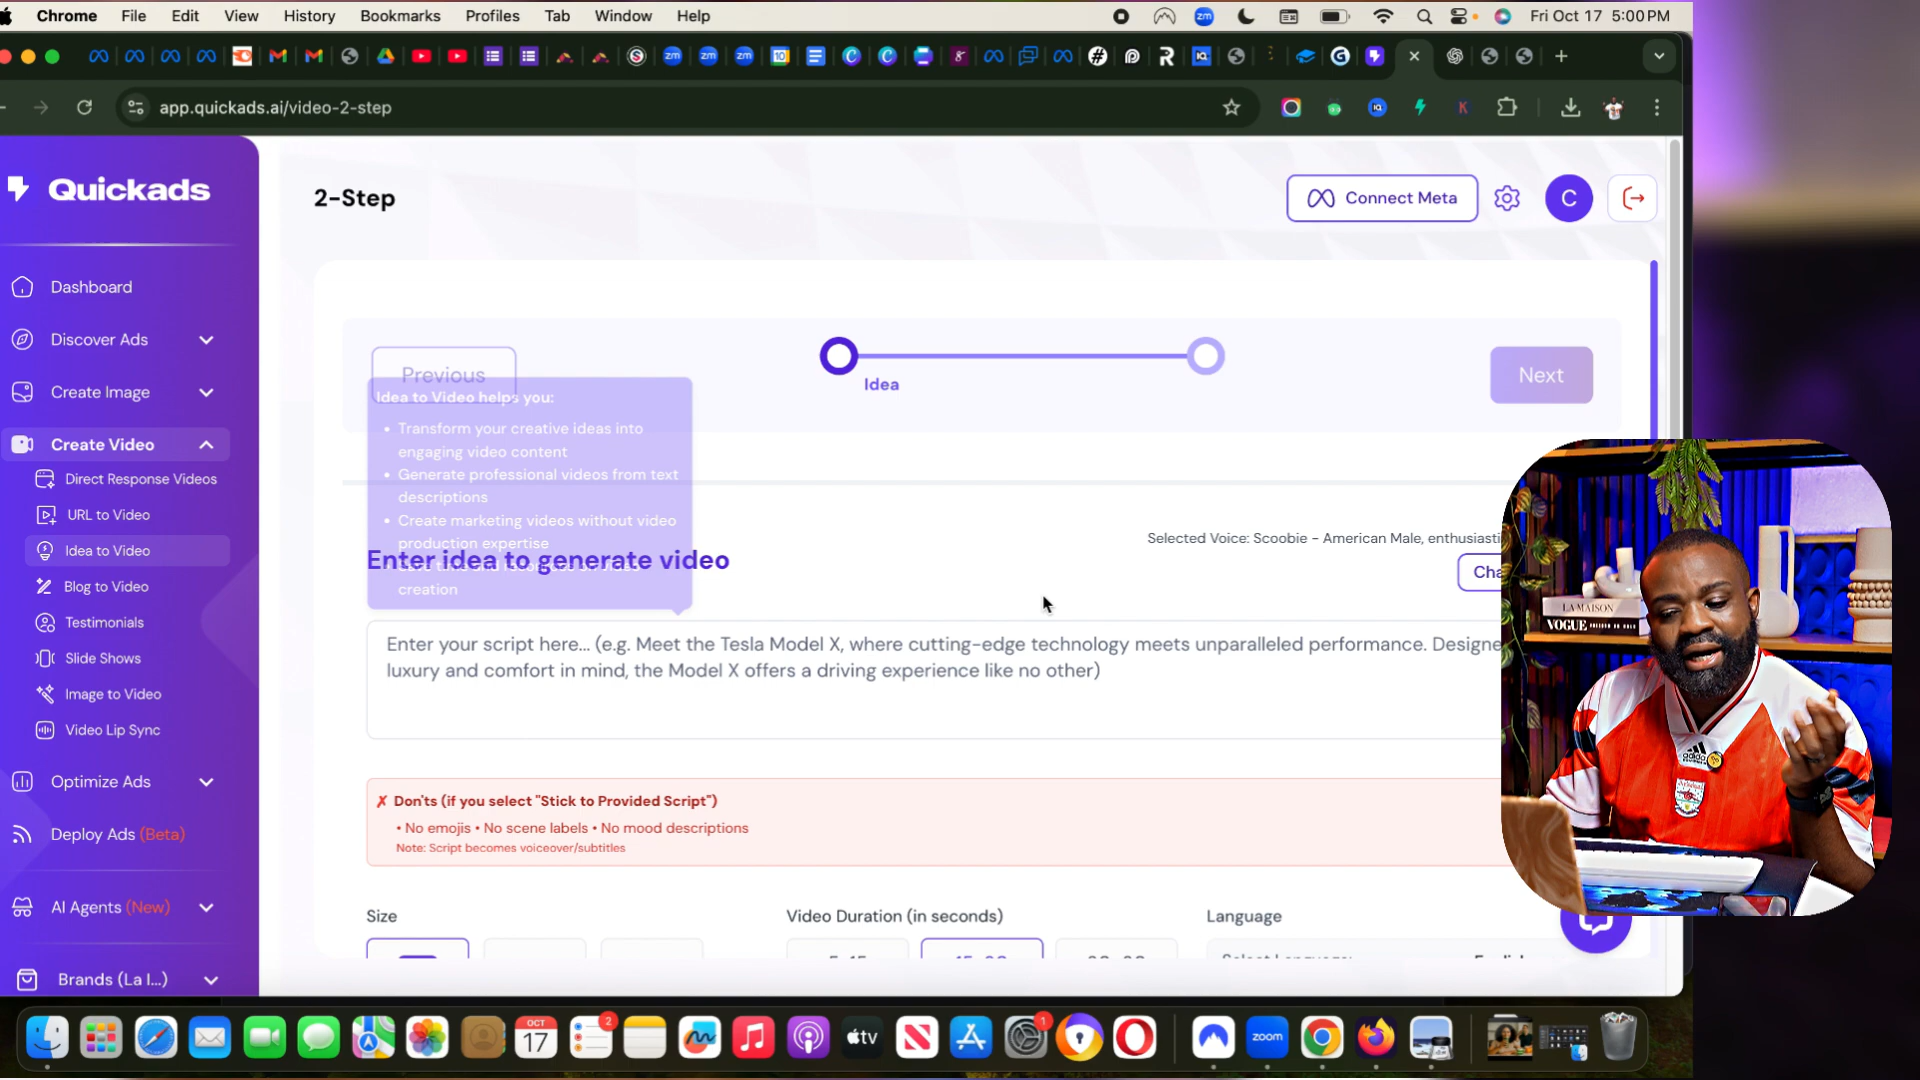 Chrome File Edit View History Bookmarks Profiles Tab Window Help
Fri Oct 17 5:00 PM
app.quickads.ai/video-2-step
Quickads
2-Step
Connect Meta
C
Dashboard
Discover Ads
Create Image
Create Video
Direct Response Videos
URL to Video
Idea to Video
Blog to Video
Testimonials
Slide Shows
Image to Video
Video Lip Sync
Optimize Ads
Deploy Ads (Beta)
AI Agents (New)
Brands (La l...)
Previous
Idea
Next
Idea to Video helps you:
• Transform your creative ideas into
engaging video content
• Generate professional videos from text
descriptions
• Create marketing videos without video
production expertise
creation
Enter idea to generate video
Selected Voice: Scoobie - American Male, enthusiasti
Cha
Enter your script here... (e.g. Meet the Tesla Model X, where cutting-edge technology meets unparalleled performance. Designe
luxury and comfort in mind, the Model X offers a driving experience like no other)
✗ Don'ts (if you select "Stick to Provided Script")
• No emojis • No scene labels • No mood descriptions
Note: Script becomes voiceover/subtitles
Size
Video Duration (in seconds)
Language
LA MAISON
VOGUE
adidas
OCT
17
2
tv
1
zoom